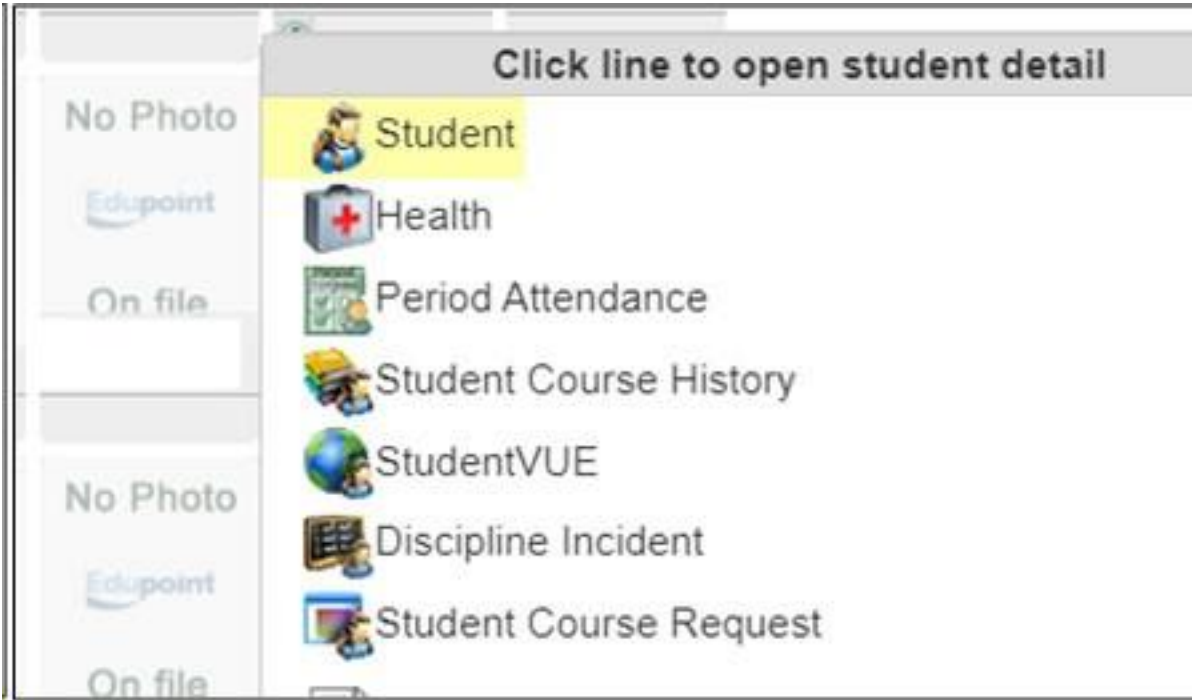 Click line to open student detail
No Photo
Edupoint
On file
Student
Health
Period Attendance
Student Course History
StudentVUE
Discipline Incident
Student Course Request
No Photo
Edupoint
On file